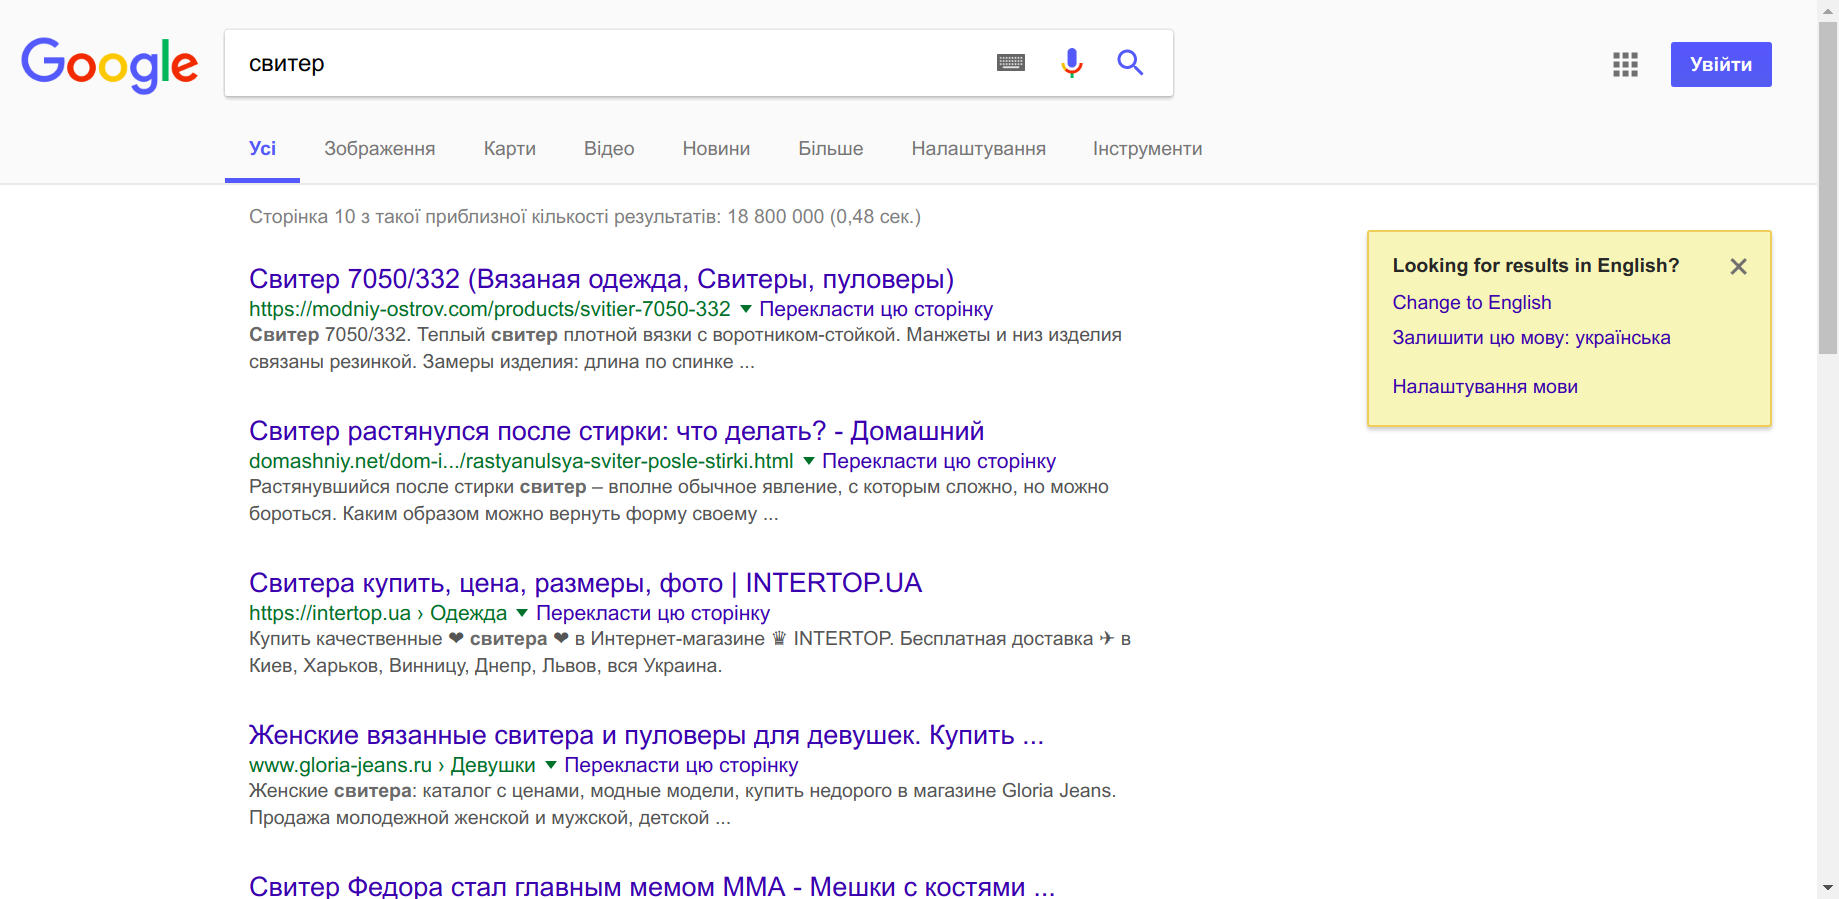 Google
свитер
Увійти
Усі Зображення Карти Відео Новини Більше Налаштування Інструменти
Сторінка 10 з такої приблизної кількості результатів: 18 800 000 (0,48 сек.)
Свитер 7050/332 (Вязаная одежда, Свитеры, пуловеры)
https://modniy-ostrov.com/products/svitier-7050-332 ▼ Перекласти цю сторінку
Свитер 7050/332. Теплый свитер плотной вязки с воротником-стойкой. Манжеты и низ изделия
связаны резинкой. Замеры изделия: длина по спинке ...
Свитер растянулся после стирки: что делать? - Домашний
domashniy.net/dom-i.../rastyanulsya-sviter-posle-stirki.html ▼ Перекласти цю сторінку
Растянувшийся после стирки свитер – вполне обычное явление, с которым сложно, но можно
бороться. Каким образом можно вернуть форму своему ...
Свитера купить, цена, размеры, фото | INTERTOP.UA
https://intertop.ua › Одежда ▼ Перекласти цю сторінку
Купить качественные ❤ свитера ❤ в Интернет-магазине ♛ INTERTOP. Бесплатная доставка ✈ в
Киев, Харьков, Винницу, Днепр, Львов, вся Украина.
Женские вязанные свитера и пуловеры для девушек. Купить ...
www.gloria-jeans.ru › Девушки ▼ Перекласти цю сторінку
Женские свитера: каталог с ценами, модные модели, купить недорого в магазине Gloria Jeans.
Продажа молодежной женской и мужской, детской ...
Свитер Федора стал главным мемом ММА - Мешки с костями ...
Looking for results in English?
Change to English
Залишити цю мову: українська
Налаштування мови